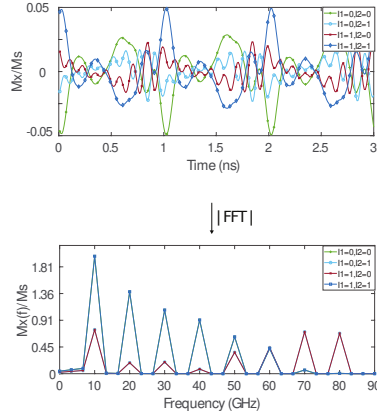 0.05
I1=0,I2=0
I1=0,I2=1
I1=1,I2=0
I1=1,I2=1
Mx/Ms
0
-0.05
0 0.5 1 1.5 2 2.5 3
Time (ns)
|FFT|
I1=0,I2=0
I1=0,I2=1
I1=1,I2=0
I1=1,I2=1
1.81
1.36
0.91
0.45
0
Mx(f)/Ms
0 10 20 30 40 50 60 70 80 90
Frequency (GHz)